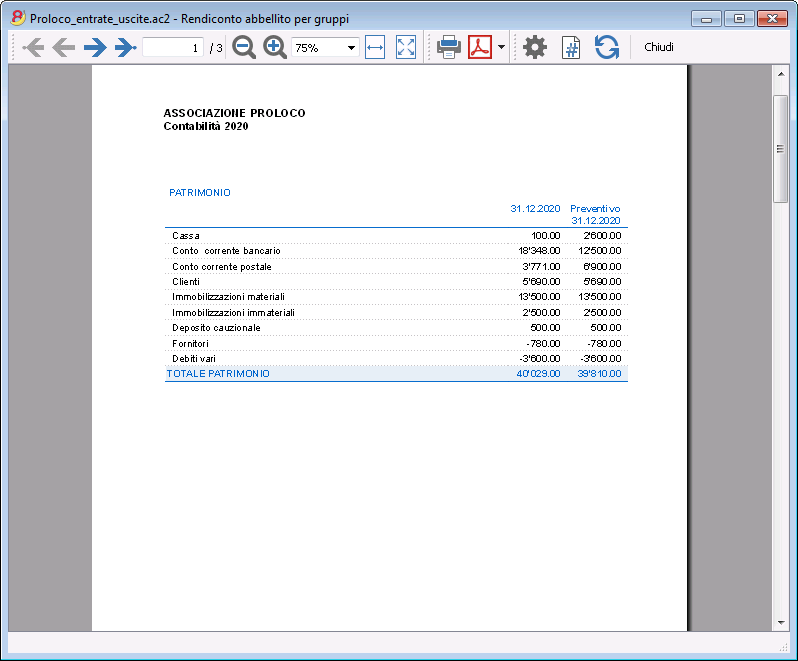 Proloco_entrate_uscite.ac2 - Rendiconto abbellito per gruppi
1 / 3 75% Chiudi
ASSOCIAZIONE PROLOCO
Contabilità 2020
PATRIMONIO
31.12.2020 Preventivo
31.12.2020
Cassa 100.00 2'600.00
Conto corrente bancario 18'348.00 12'500.00
Conto corrente postale 3'771.00 6'900.00
Clienti 5'690.00 5'690.00
Immobilizzazioni materiali 13'500.00 13'500.00
Immobilizzazioni immateriali 2'500.00 2'500.00
Deposito cauzionale 500.00 500.00
Fornitori -780.00 -780.00
Debiti vari -3'600.00 -3'600.00
TOTALE PATRIMONIO 40'029.00 39'810.00